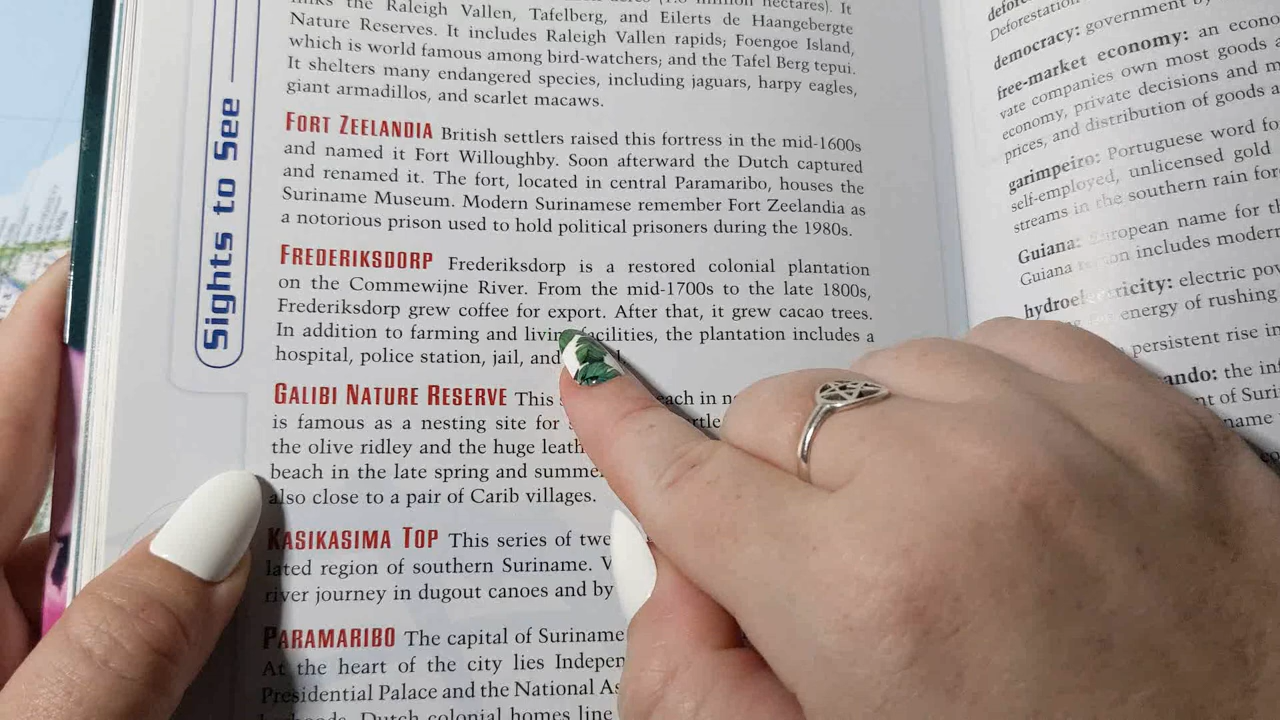 links the Raleigh Vallen, Tafelberg, and Eilerts de Haangebergte
Nature Reserves. It includes Raleigh Vallen rapids; Foengoe Island,
which is world famous among bird-watchers; and the Tafel Berg tepui.
It shelters many endangered species, including jaguars, harpy eagles,
giant armadillos, and scarlet macaws.
Sights to See
FORT ZEELANDIA British settlers raised this fortress in the mid-1600s
and named it Fort Willoughby. Soon afterward the Dutch captured
and renamed it. The fort, located in central Paramaribo, houses the
Suriname Museum. Modern Surinamese remember Fort Zeelandia as
a notorious prison used to hold political prisoners during the 1980s.
FREDERIKSDORP Frederiksdorp is a restored colonial plantation
on the Commewijne River. From the mid-1700s to the late 1800s,
Frederiksdorp grew coffee for export. After that, it grew cacao trees.
In addition to farming and living facilities, the plantation includes a
hospital, police station, jail, and
GALIBI NATURE RESERVE This each in
is famous as a nesting site for
the olive ridley and the huge
beach in the late spring and
also close to a pair of Carib villages.
KASIKASIMA TOP This series of
lated region of southern Suriname.
river journey in dugout canoes and by
PARAMARIBO The capital of Suriname
At the heart of the city lies
Presidential Palace and the National
Dutch colonial homes line
Deforestation
democracy: government
free-market economy: an
vate companies own most goods
economy, private decisions and
prices, and distribution of goods
garimpeiro: Portuguese word
self-employed, unlicensed gold
streams in the southern rain
Guiana: European name for
Guiana region includes modern
hydroelectricity: electric
energy of rushing
persistent rise in
the
of
name